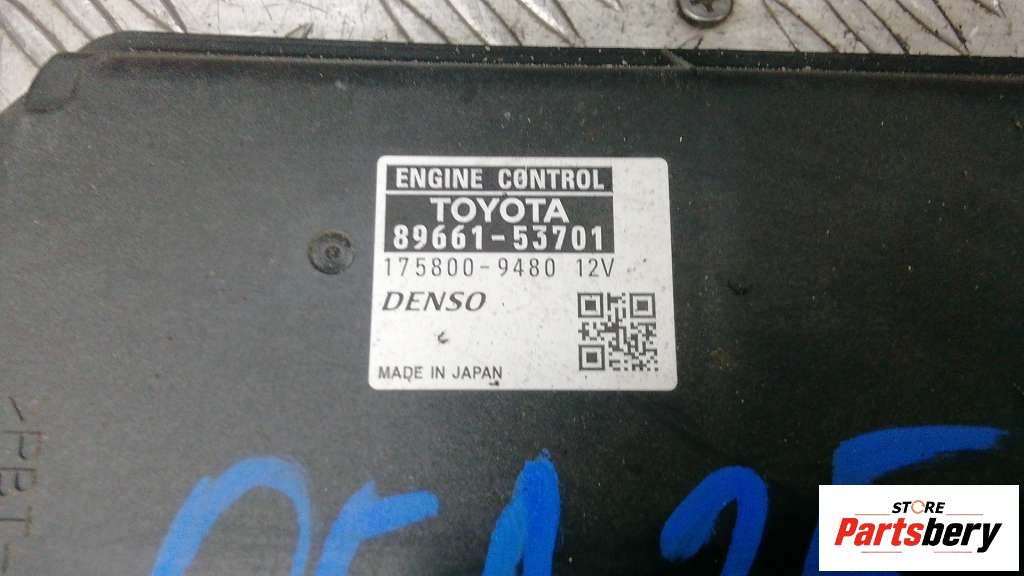 ENGINE CONTROL
TOYOTA
89661-53701
175800-9480 12V
DENSO
MADE IN JAPAN
STORE
Partsbery